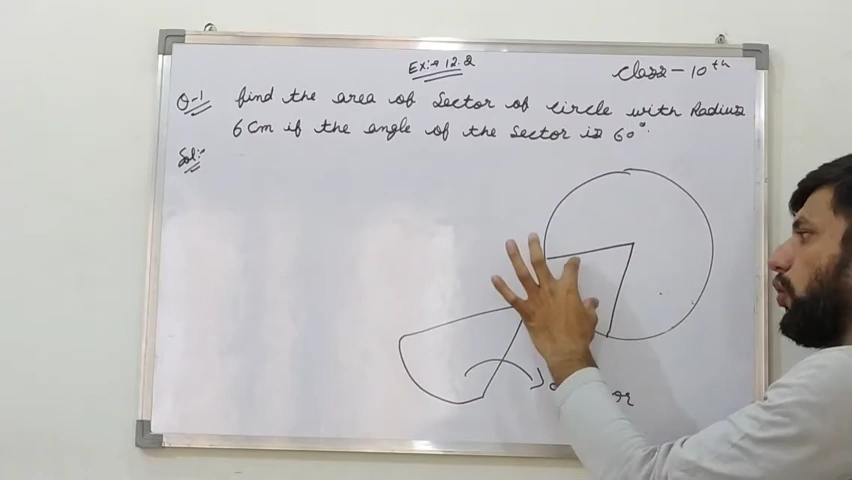 Ex:- 12.2
Class - 10th
Q-1 find the area of Sector of circle with Radius
6 cm if the angle of the Sector is 60°.
Sol:-